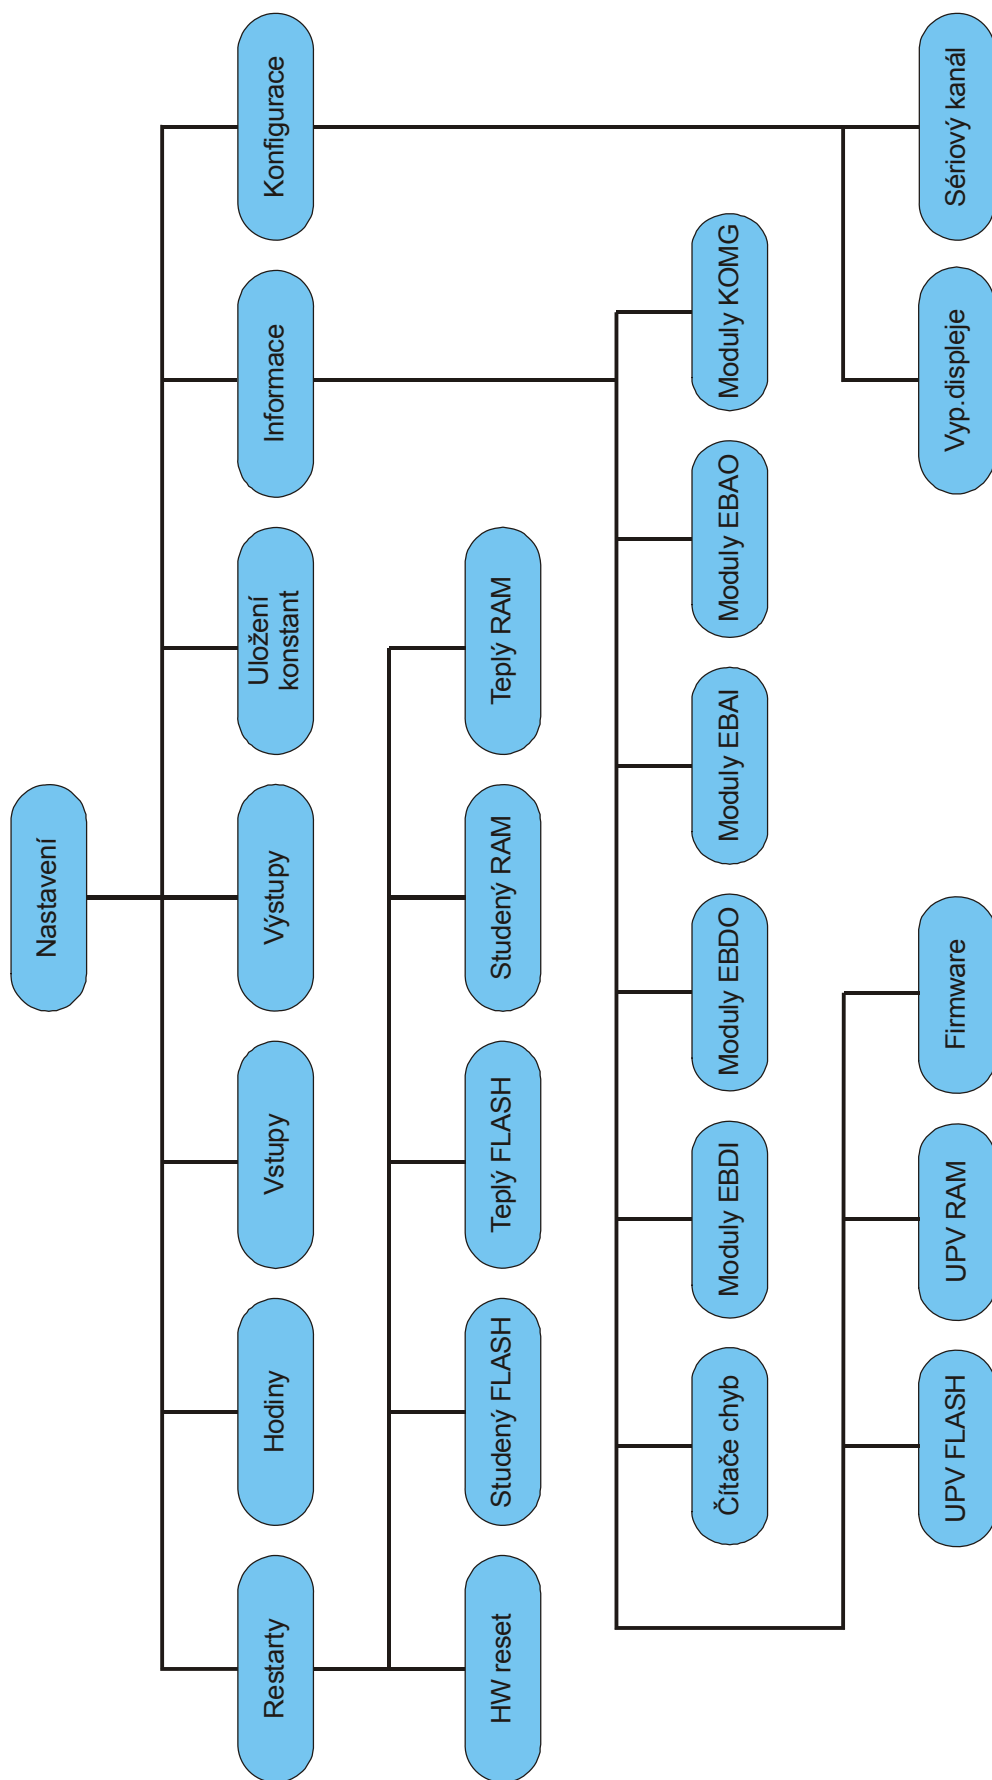 Nastavení
Restarty
Hodiny
Vstupy
Výstupy
Uložení
konstant
Informace
Konfigurace
HW reset
Studený FLASH
Teplý FLASH
Studený RAM
Teplý RAM
Čítače chyb
Moduly EBDI
Moduly EBDO
Moduly EBAI
Moduly EBAO
Moduly KOMG
UPV FLASH
UPV RAM
Firmware
Vyp.displeje
Sériový kanál